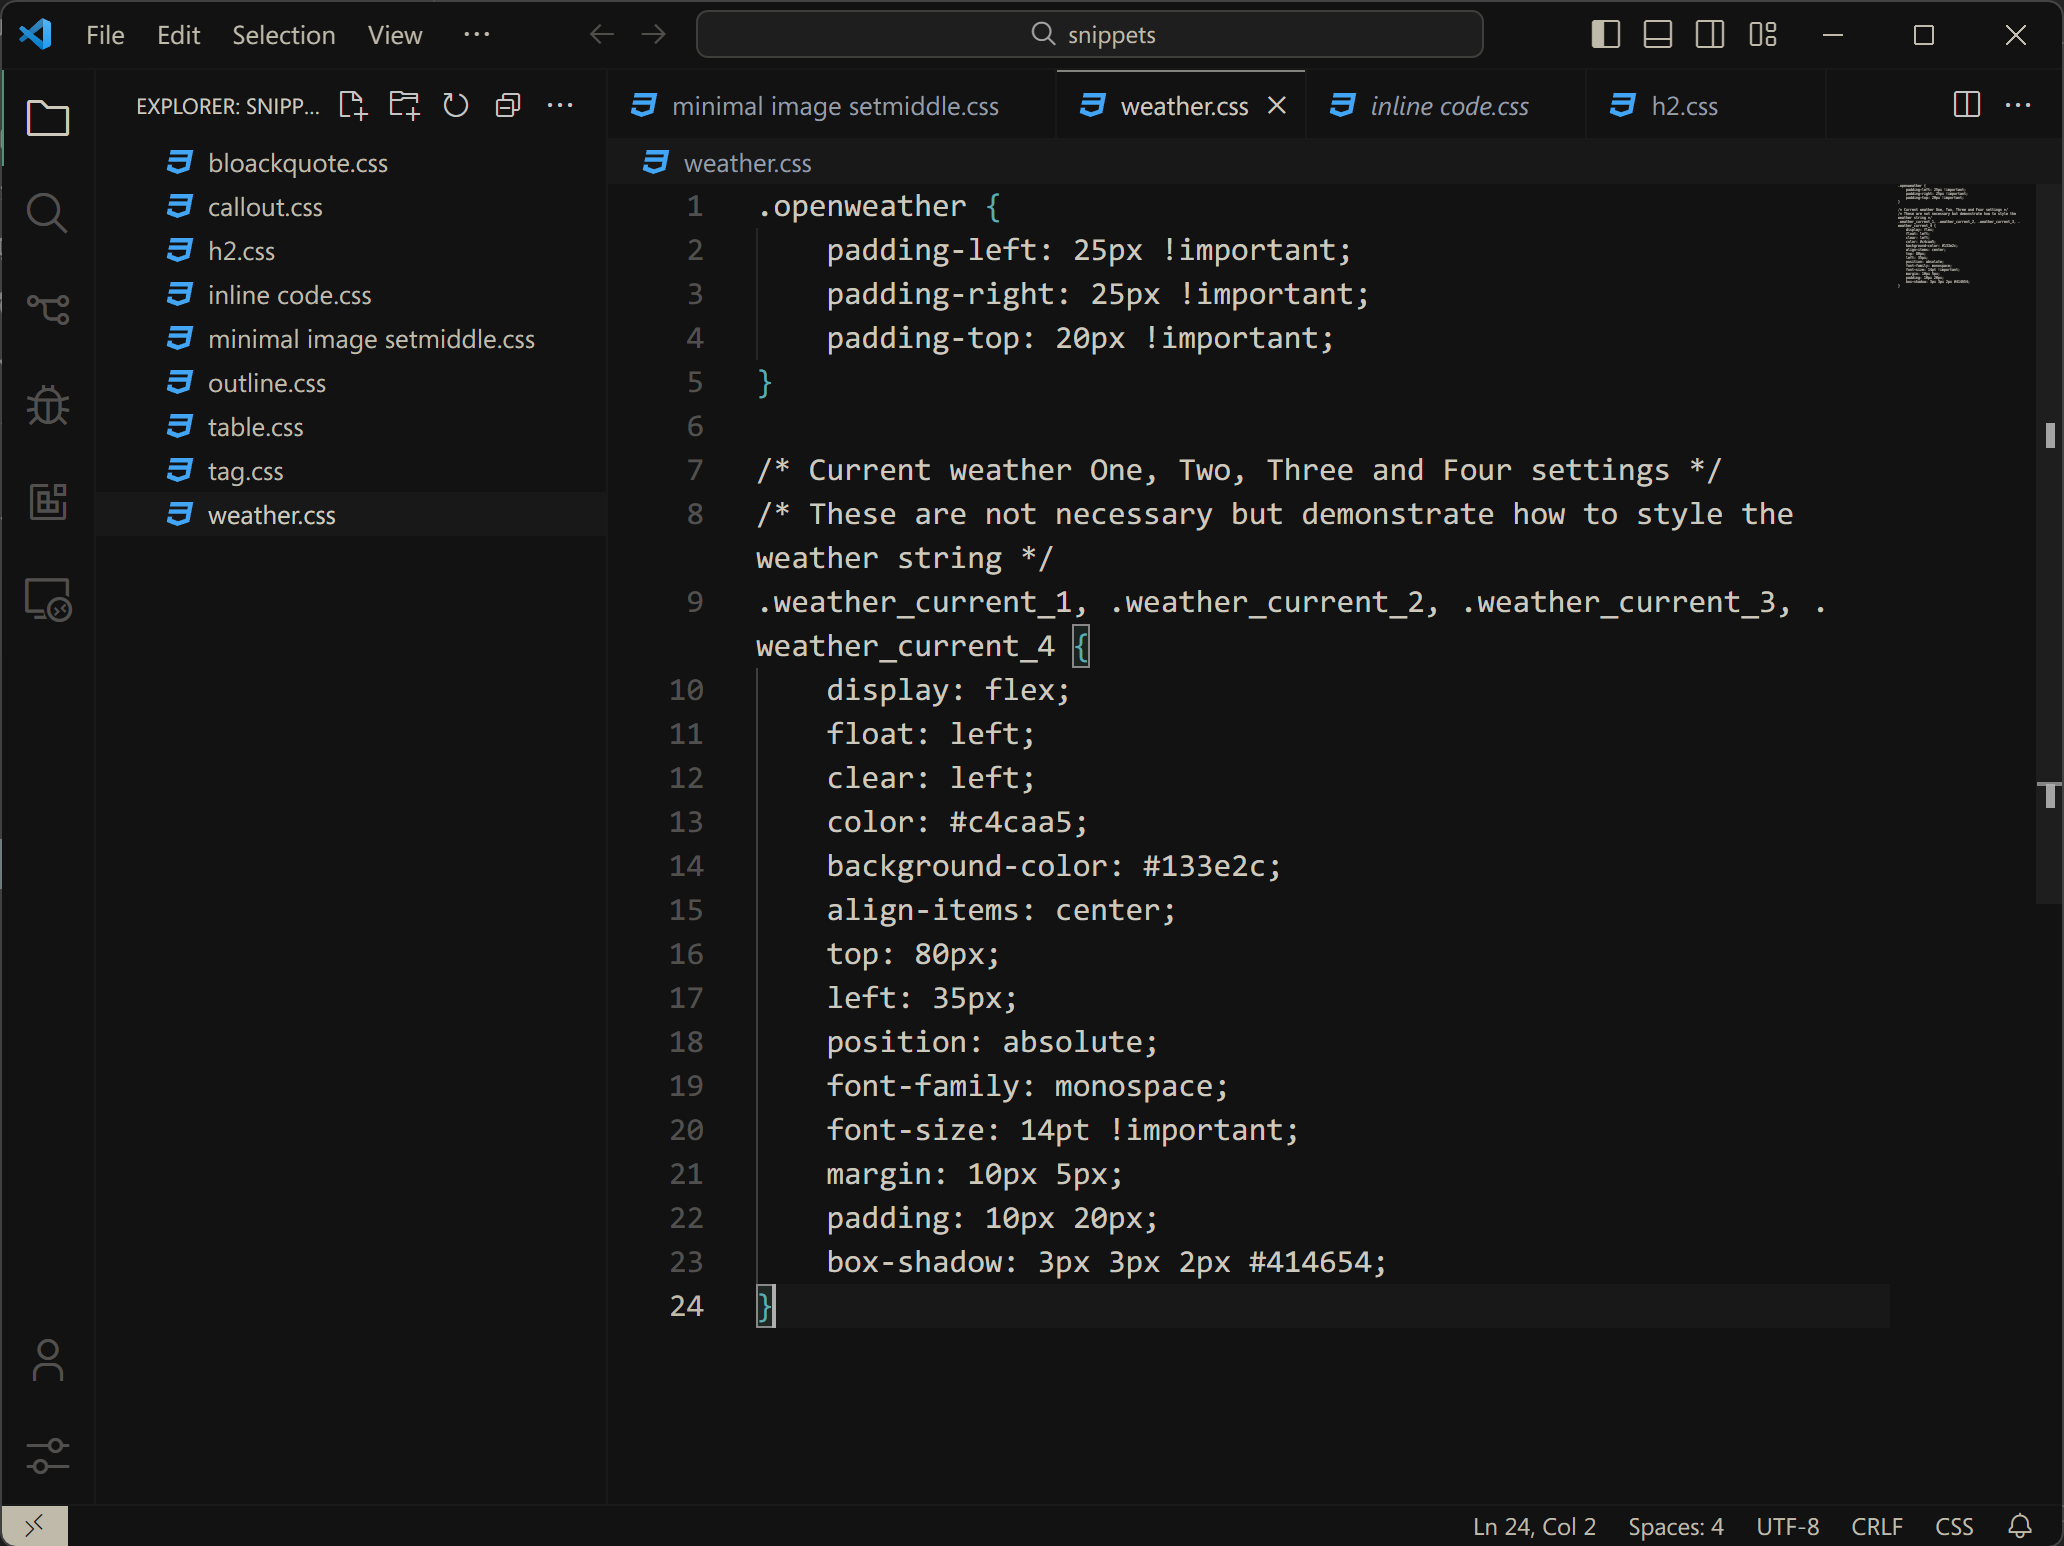 File Edit Selection View ··· snippets
EXPLORER: SNIPP...
bloackquote.css
callout.css
h2.css
inline code.css
minimal image setmiddle.css
outline.css
table.css
tag.css
weather.css
minimal image setmiddle.css weather.css inline code.css h2.css
weather.css
1 .openweather {
2 padding-left: 25px !important;
3 padding-right: 25px !important;
4 padding-top: 20px !important;
5 }
6
7 /* Current weather One, Two, Three and Four settings */
8 /* These are not necessary but demonstrate how to style the
weather string */
9 .weather_current_1, .weather_current_2, .weather_current_3, .
weather_current_4 {
10 display: flex;
11 float: left;
12 clear: left;
13 color: #c4caa5;
14 background-color: #133e2c;
15 align-items: center;
16 top: 80px;
17 left: 35px;
18 position: absolute;
19 font-family: monospace;
20 font-size: 14pt !important;
21 margin: 10px 5px;
22 padding: 10px 20px;
23 box-shadow: 3px 3px 2px #414654;
24 }
Ln 24, Col 2 Spaces: 4 UTF-8 CRLF CSS